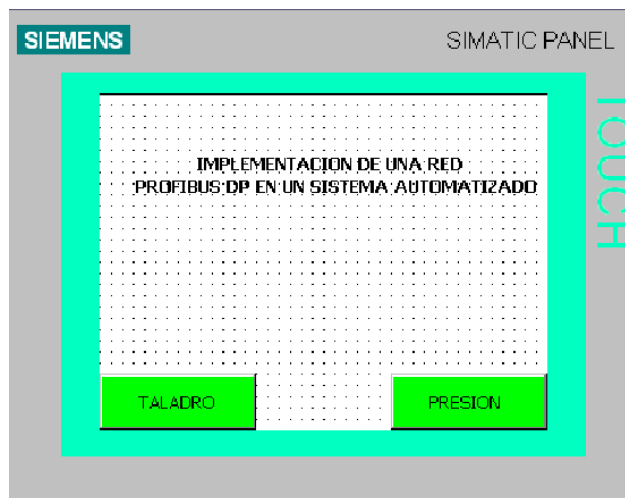 SIEMENS
SIMATIC PANEL
TOUCH
IMPLEMENTACION DE UNA RED
PROFIBUS DP EN UN SISTEMA AUTOMATIZADO
TALADRO
PRESION